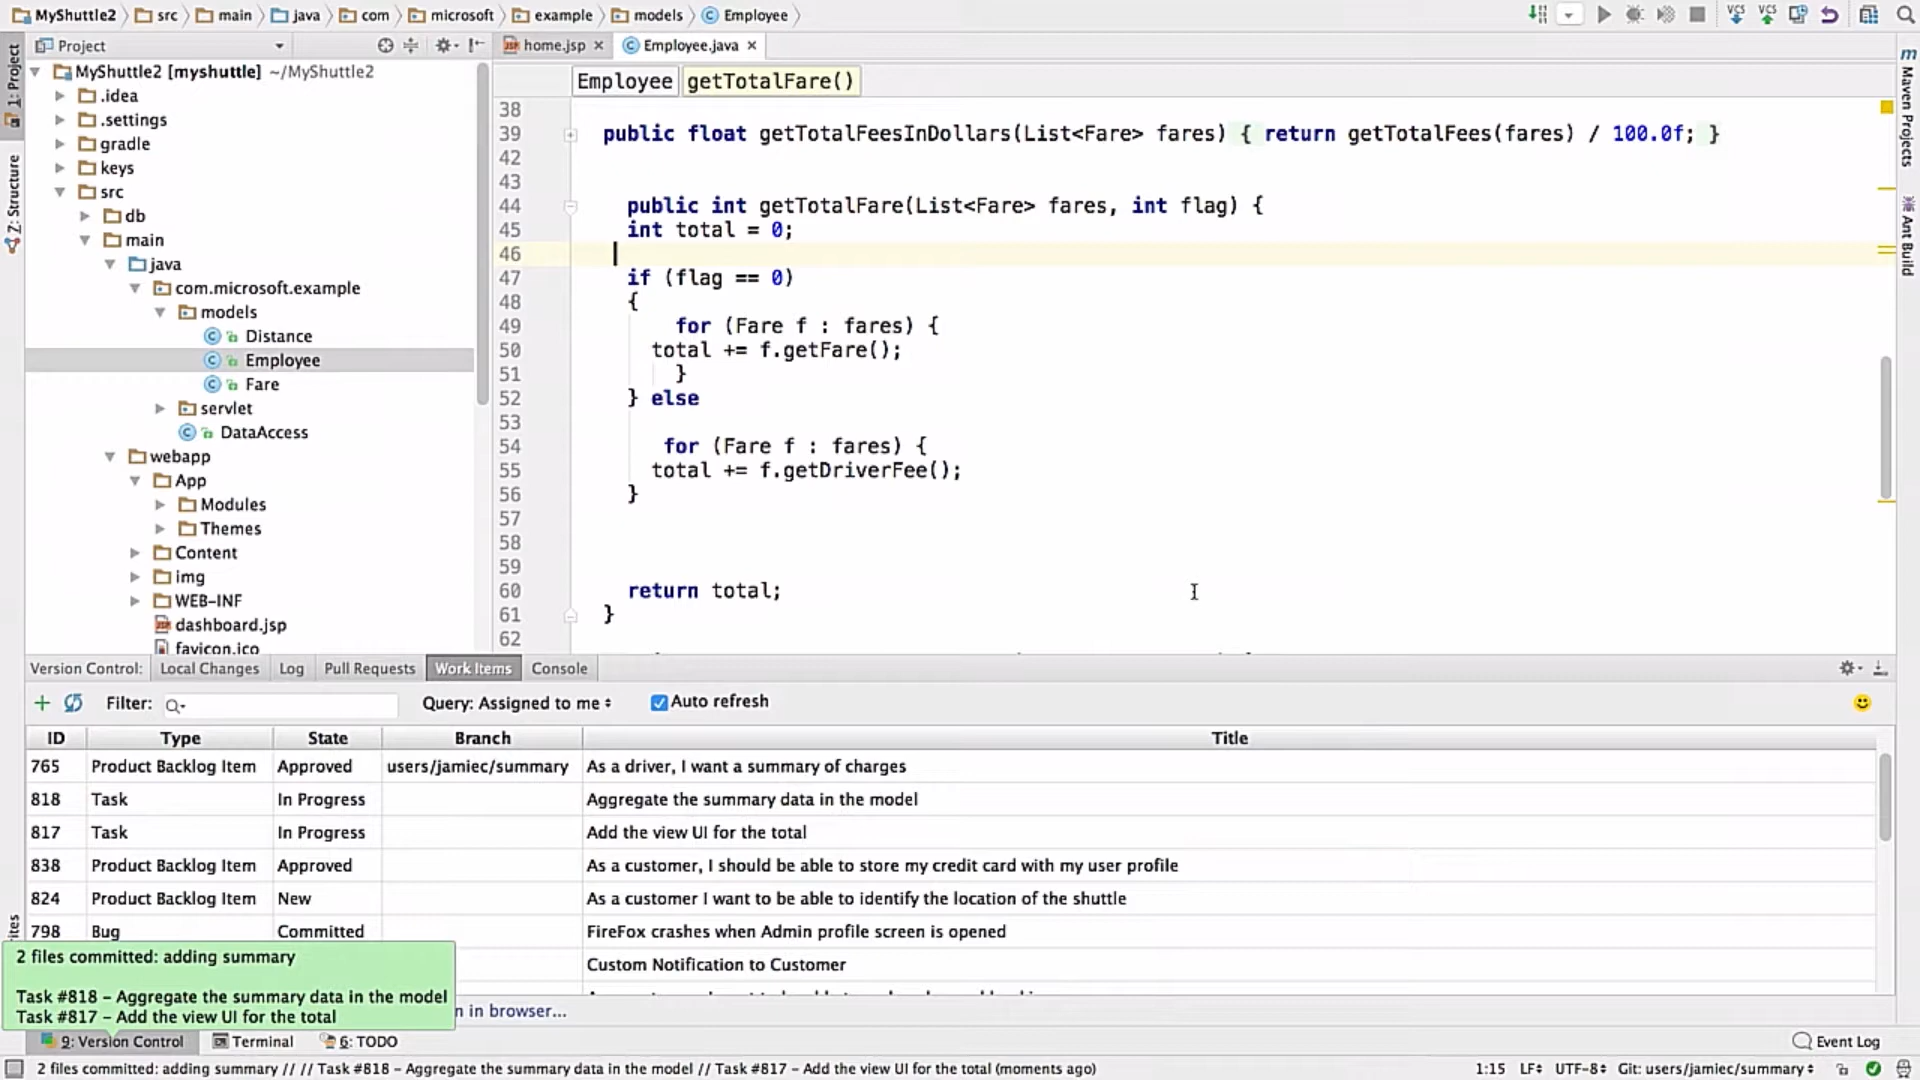 MyShuttle2 src main java com microsoft example models Employee
1: Project
Z: Structure
Project
MyShuttle2 [myshuttle] ~/MyShuttle2
.idea
.settings
gradle
keys
src
db
main
java
com.microsoft.example
models
Distance
Employee
Fare
servlet
DataAccess
webapp
App
Modules
Themes
Content
img
WEB-INF
dashboard.jsp
favicon.ico
home.jsp Employee.java
Employee getTotalFare()
38
39 public float getTotalFeesInDollars(List<Fare> fares) { return getTotalFees(fares) / 100.0f; }
42
43
44 public int getTotalFare(List<Fare> fares, int flag) {
45 int total = 0;
46
47 if (flag == 0)
48 {
49 for (Fare f : fares) {
50 total += f.getFare();
51 }
52 } else
53
54 for (Fare f : fares) {
55 total += f.getDriverFee();
56 }
57
58
59
60 return total;
61 }
62
VCS VCS
m Maven Projects
Ant Build
Version Control: Local Changes Log Pull Requests Work Items Console
Filter: Query: Assigned to me Auto refresh
ID Type State Branch Title
765 Product Backlog Item Approved users/jamiec/summary As a driver, I want a summary of charges
818 Task In Progress Aggregate the summary data in the model
817 Task In Progress Add the view UI for the total
838 Product Backlog Item Approved As a customer, I should be able to store my credit card with my user profile
824 Product Backlog Item New As a customer I want to be able to identify the location of the shuttle
798 Bug Committed FireFox crashes when Admin profile screen is opened
Custom Notification to Customer
2 files committed: adding summary
Task #818 - Aggregate the summary data in the model
Task #817 - Add the view UI for the total
n in browser...
9: Version Control Terminal 6: TODO Event Log
2 files committed: adding summary // // Task #818 - Aggregate the summary data in the model // Task #817 - Add the view UI for the total (moments ago) 1:15 LF UTF-8 Git: users/jamiec/summary